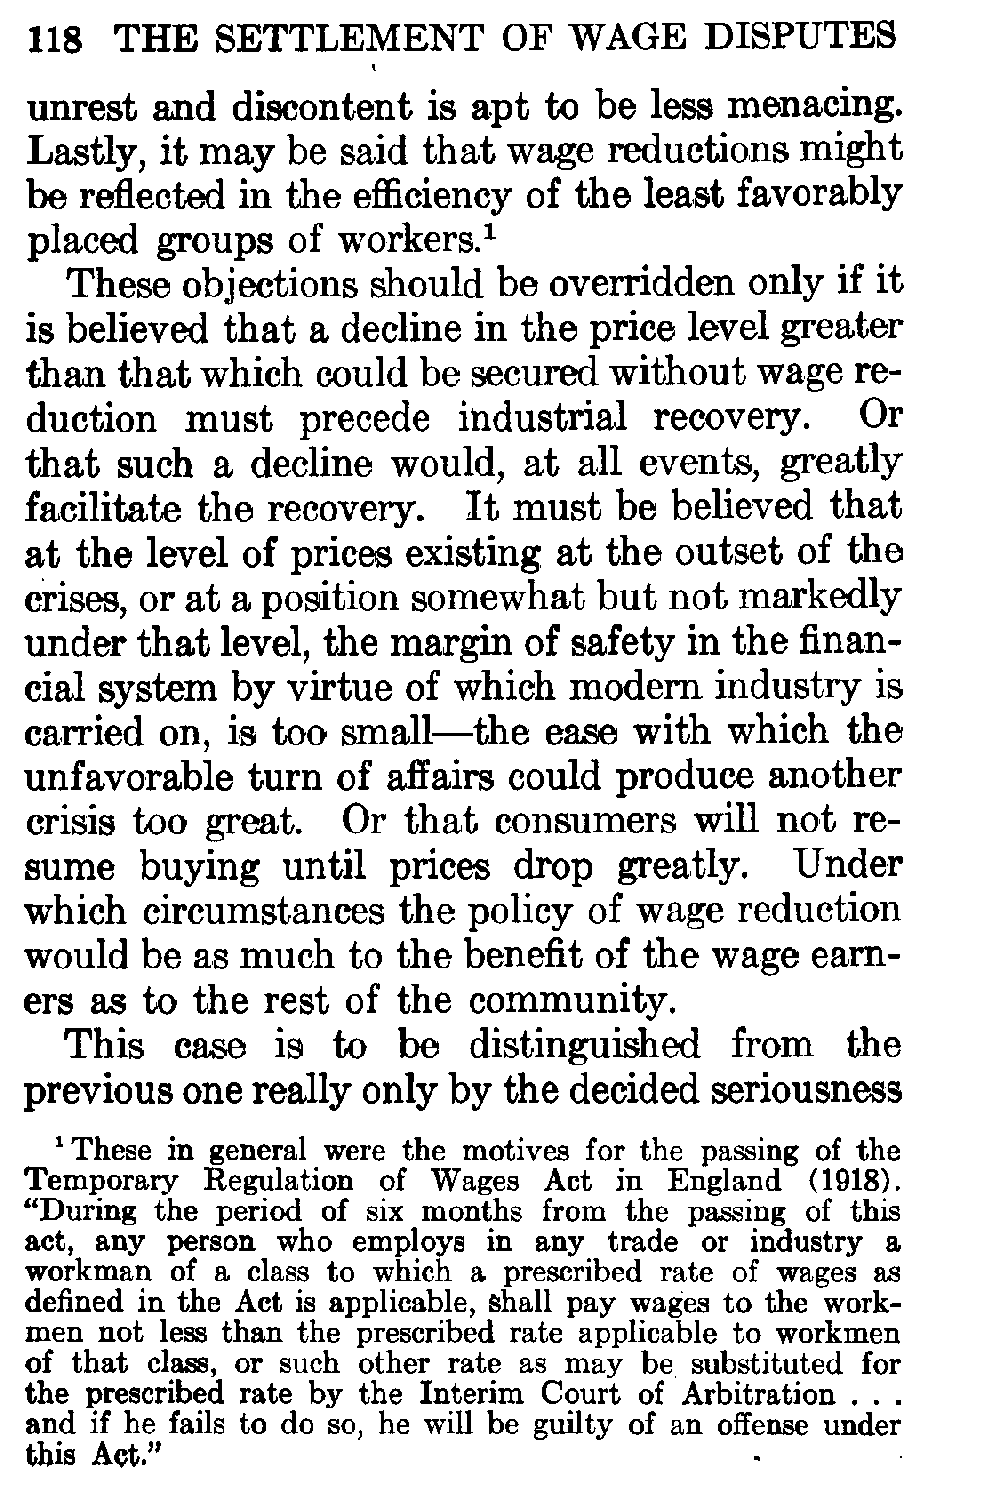 118 THE SETTLEMENT OF WAGE DISPUTES
unrest and discontent is apt to be less menacing.
Lastly, it may be said that wage reductions might
be reflected in the efficiency of the least favorably
placed groups of workers.¹
These objections should be overridden only if it
is believed that a decline in the price level greater
than that which could be secured without wage re-
duction must precede industrial recovery. Or
that such a decline would, at all events, greatly
facilitate the recovery. It must be believed that
at the level of prices existing at the outset of the
crises, or at a position somewhat but not markedly
under that level, the margin of safety in the finan-
cial system by virtue of which modern industry is
carried on, is too small—the ease with which the
unfavorable turn of affairs could produce another
crisis too great. Or that consumers will not re-
sume buying until prices drop greatly. Under
which circumstances the policy of wage reduction
would be as much to the benefit of the wage earn-
ers as to the rest of the community.
This case is to be distinguished from the
previous one really only by the decided seriousness
¹ These in general were the motives for the passing of the
Temporary Regulation of Wages Act in England (1918).
"During the period of six months from the passing of this
act, any person who employs in any trade or industry a
workman of a class to which a prescribed rate of wages as
defined in the Act is applicable, shall pay wages to the work-
men not less than the prescribed rate applicable to workmen
of that class, or such other rate as may be substituted for
the prescribed rate by the Interim Court of Arbitration . . .
and if he fails to do so, he will be guilty of an offense under
this Act."